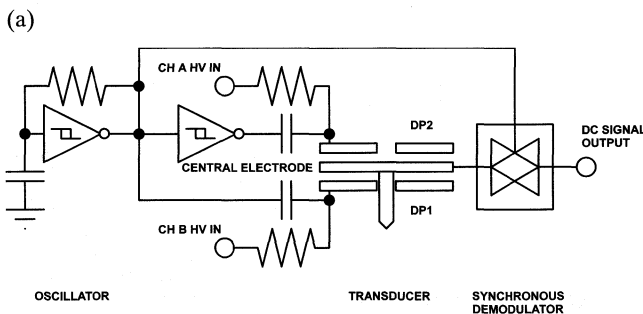 (a)
CH A HV IN
DP2
DC SIGNAL
OUTPUT
CENTRAL ELECTRODE
CH B HV IN
DP1
OSCILLATOR
TRANSDUCER
SYNCHRONOUS
DEMODULATOR